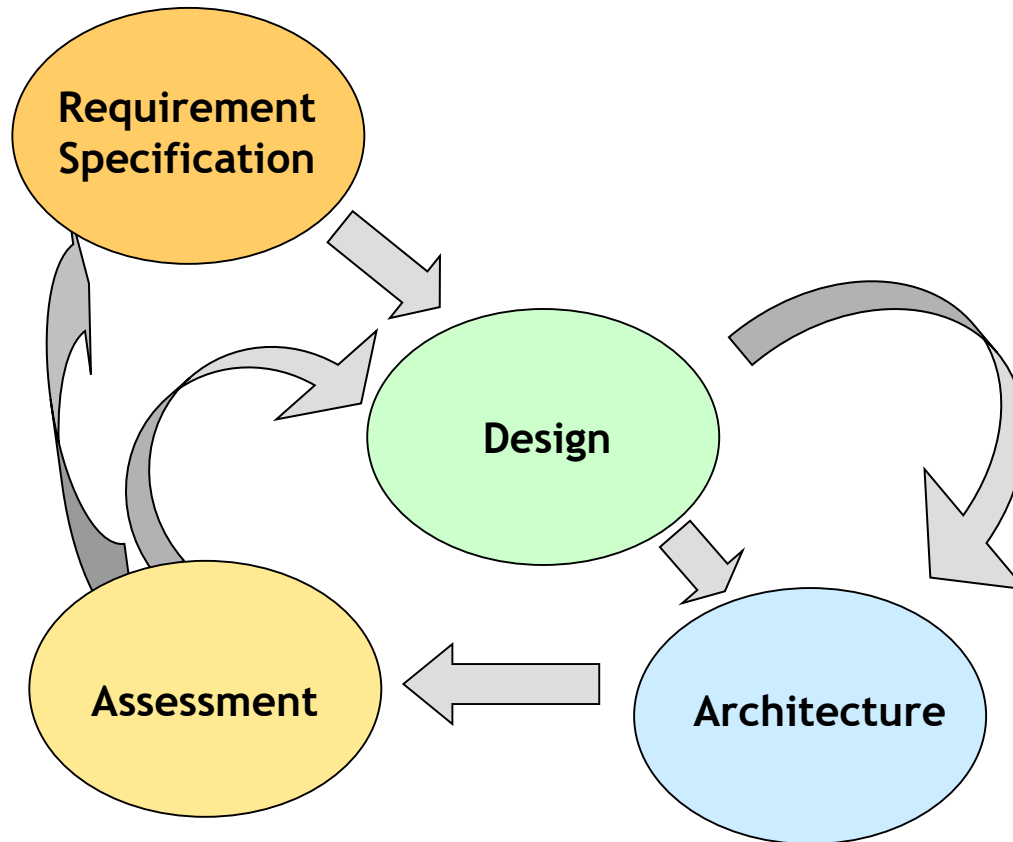 Requirement
Specification
Design
Assessment
Architecture